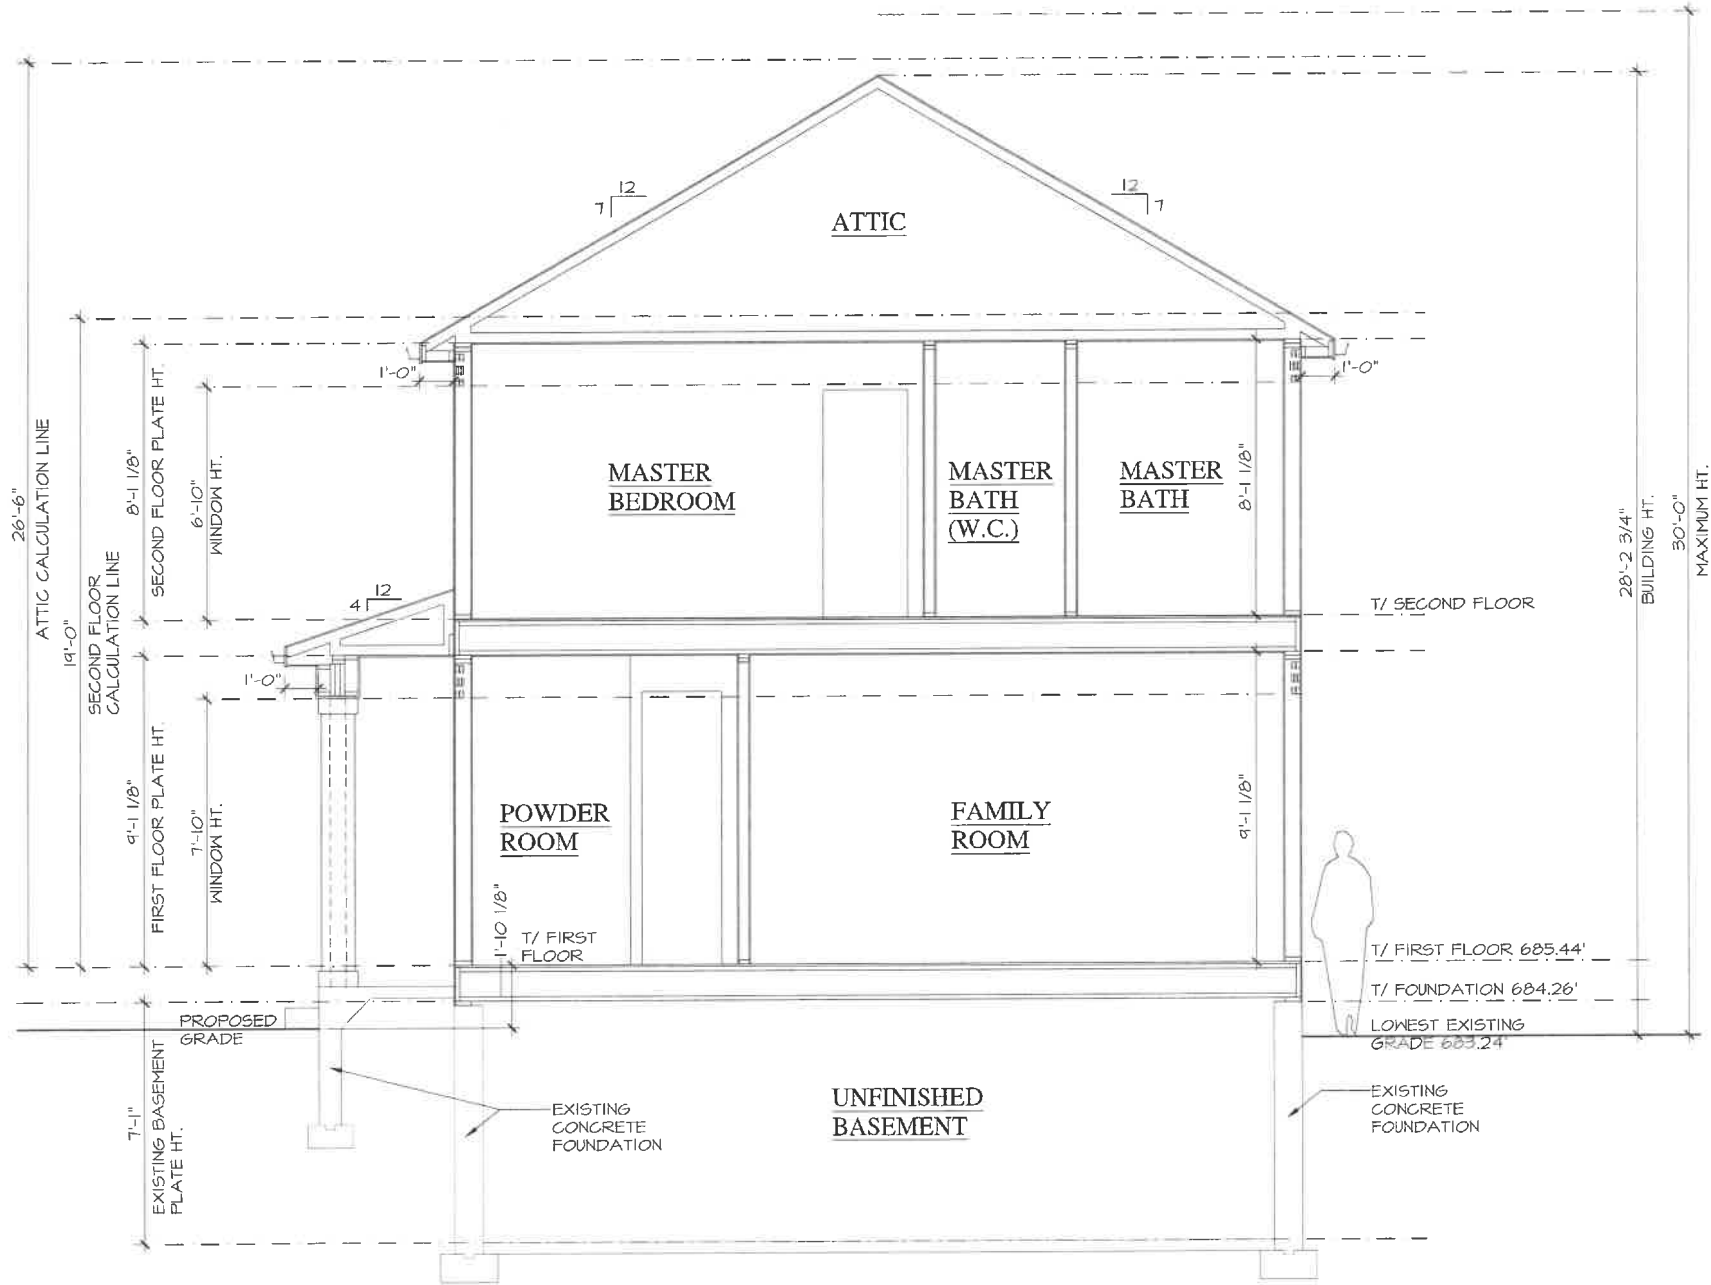 12
7
12
7
ATTIC
1'-0"
1'-0"
26'-6"
ATTIC CALCULATION LINE
19'-0"
SECOND FLOOR
CALCULATION LINE
8'-1 1/8"
SECOND FLOOR PLATE HT.
6'-10"
WINDOW HT.
MASTER
BEDROOM
MASTER
BATH
(W.C.)
MASTER
BATH
8'-1 1/8"
28'-2 3/4"
BUILDING HT.
30'-0"
MAXIMUM HT.
12
4
T/ SECOND FLOOR
1'-0"
9'-1 1/8"
FIRST FLOOR PLATE HT.
7'-10"
WINDOW HT.
POWDER
ROOM
FAMILY
ROOM
9'-1 1/8"
1'-10 1/8"
T/ FIRST
FLOOR
T/ FIRST FLOOR 685.44'
T/ FOUNDATION 684.26'
PROPOSED
GRADE
LOWEST EXISTING
GRADE 683.24'
7'-1"
EXISTING BASEMENT
PLATE HT.
EXISTING
CONCRETE
FOUNDATION
UNFINISHED
BASEMENT
EXISTING
CONCRETE
FOUNDATION